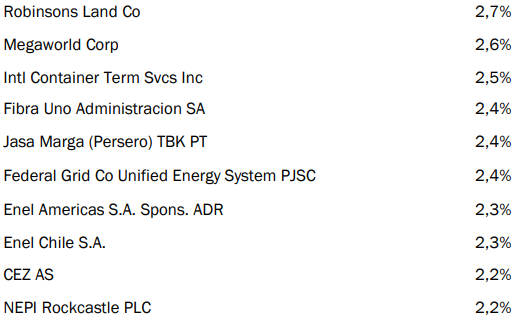 Robinsons Land Co 2,7%
Megaworld Corp 2,6%
Intl Container Term Svcs Inc 2,5%
Fibra Uno Administracion SA 2,4%
Jasa Marga (Persero) TBK PT 2,4%
Federal Grid Co Unified Energy System PJSC 2,4%
Enel Americas S.A. Spons. ADR 2,3%
Enel Chile S.A. 2,3%
CEZ AS 2,2%
NEPI Rockcastle PLC 2,2%